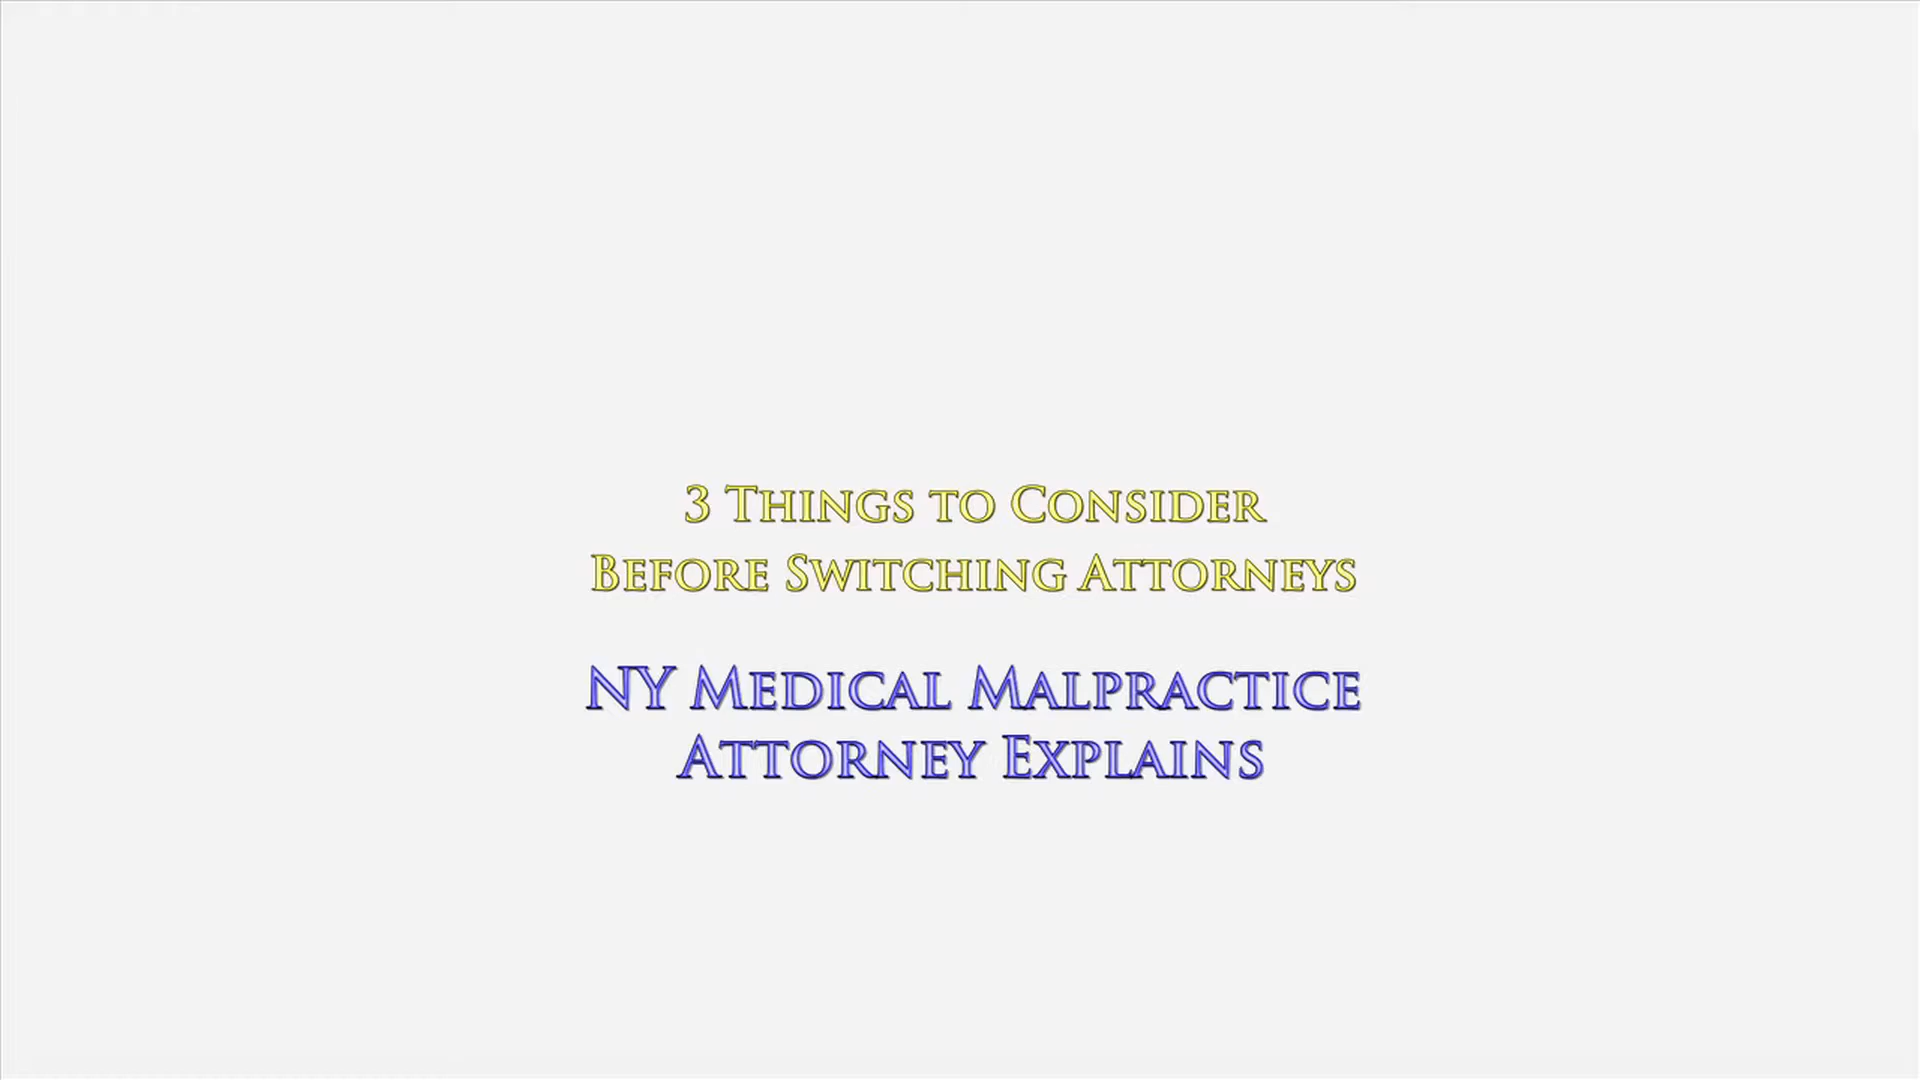 3 Things to Consider
Before Switching Attorneys
NY Medical Malpractice
Attorney Explains